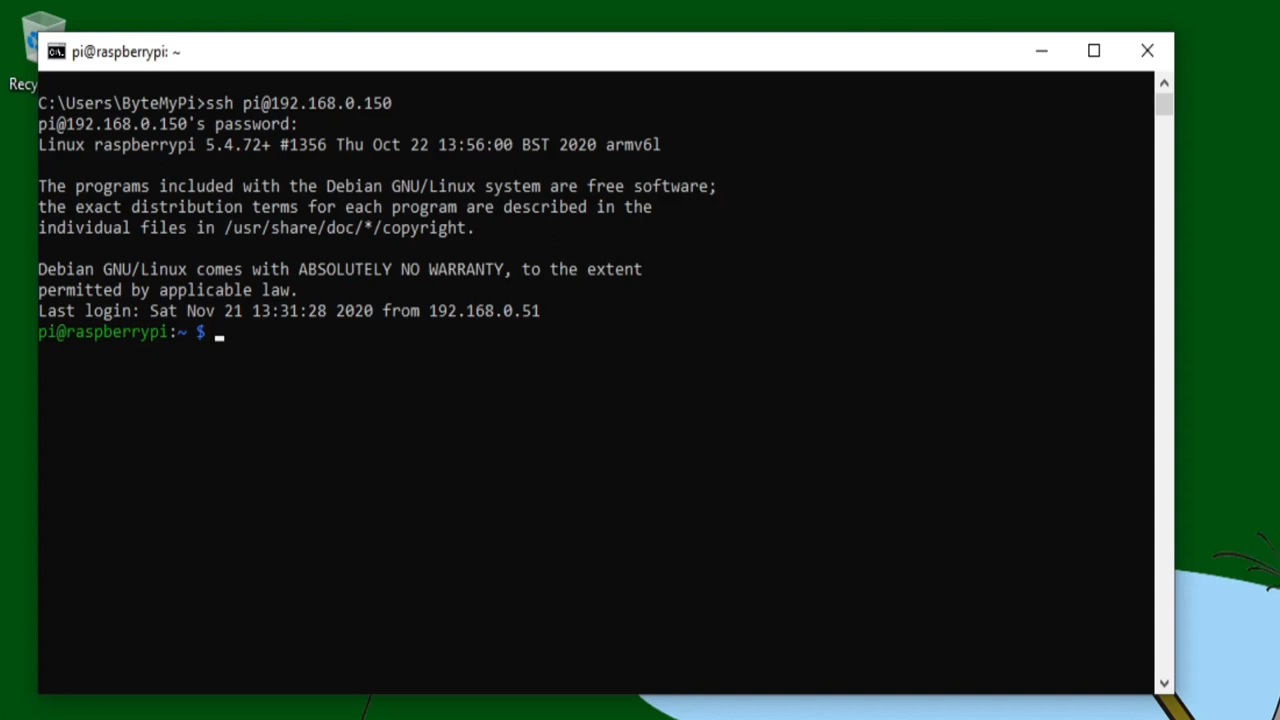 pi@raspberrypi: ~
Recy
C:\Users\ByteMyPi>ssh pi@192.168.0.150
pi@192.168.0.150's password:
Linux raspberrypi 5.4.72+ #1356 Thu Oct 22 13:56:00 BST 2020 armv6l
The programs included with the Debian GNU/Linux system are free software;
the exact distribution terms for each program are described in the
individual files in /usr/share/doc/*/copyright.
Debian GNU/Linux comes with ABSOLUTELY NO WARRANTY, to the extent
permitted by applicable law.
Last login: Sat Nov 21 13:31:28 2020 from 192.168.0.51
pi@raspberrypi:~ $